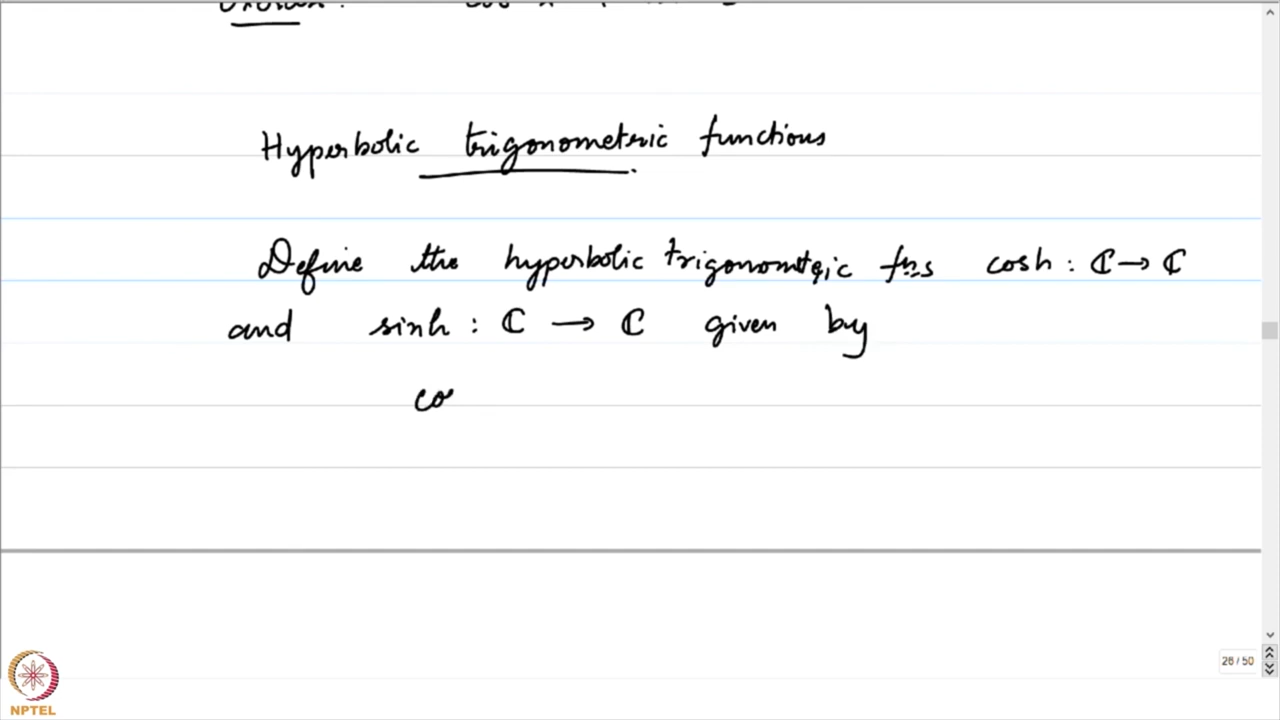 Hyperbolic trigonometric functions
Define the hyperbolic trigonometric fns cosh : ℂ → ℂ
and sinh : ℂ → ℂ given by
co
28 / 50
NPTEL